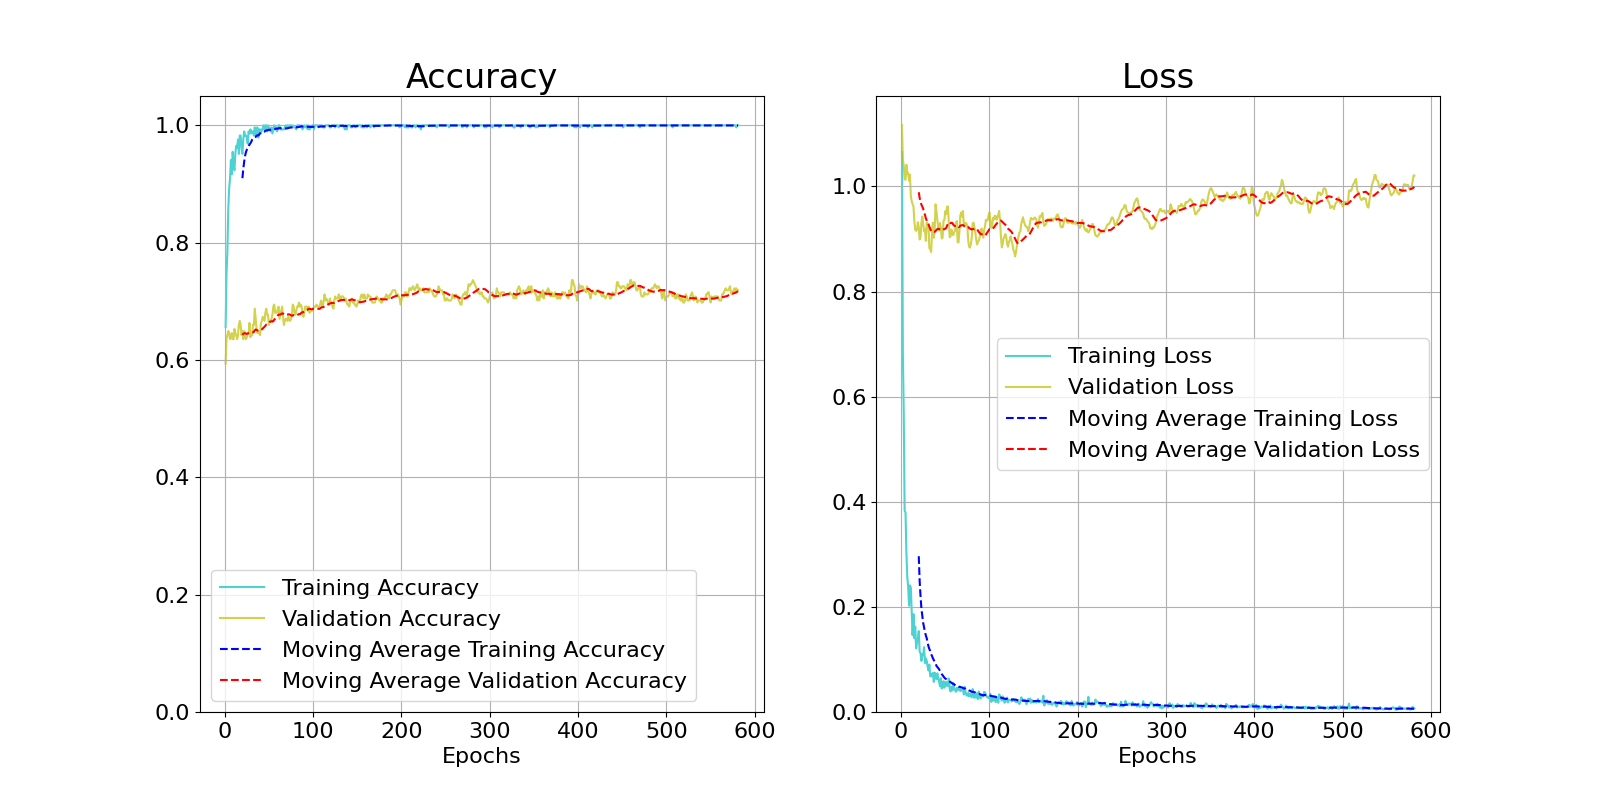 Accuracy
1.0
0.8
0.6
0.4
0.2
0.0
Training Accuracy
Validation Accuracy
Moving Average Training Accuracy
Moving Average Validation Accuracy
0 100 200 300 400 500 600
Epochs
Loss
1.0
0.8
0.6
0.4
0.2
0.0
Training Loss
Validation Loss
Moving Average Training Loss
Moving Average Validation Loss
0 100 200 300 400 500 600
Epochs